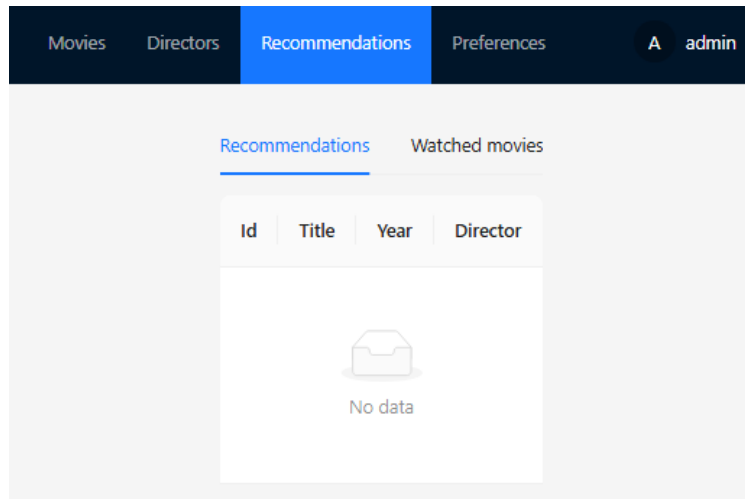 Movies Directors Recommendations Preferences A admin
Recommendations Watched movies
Id Title Year Director
No data